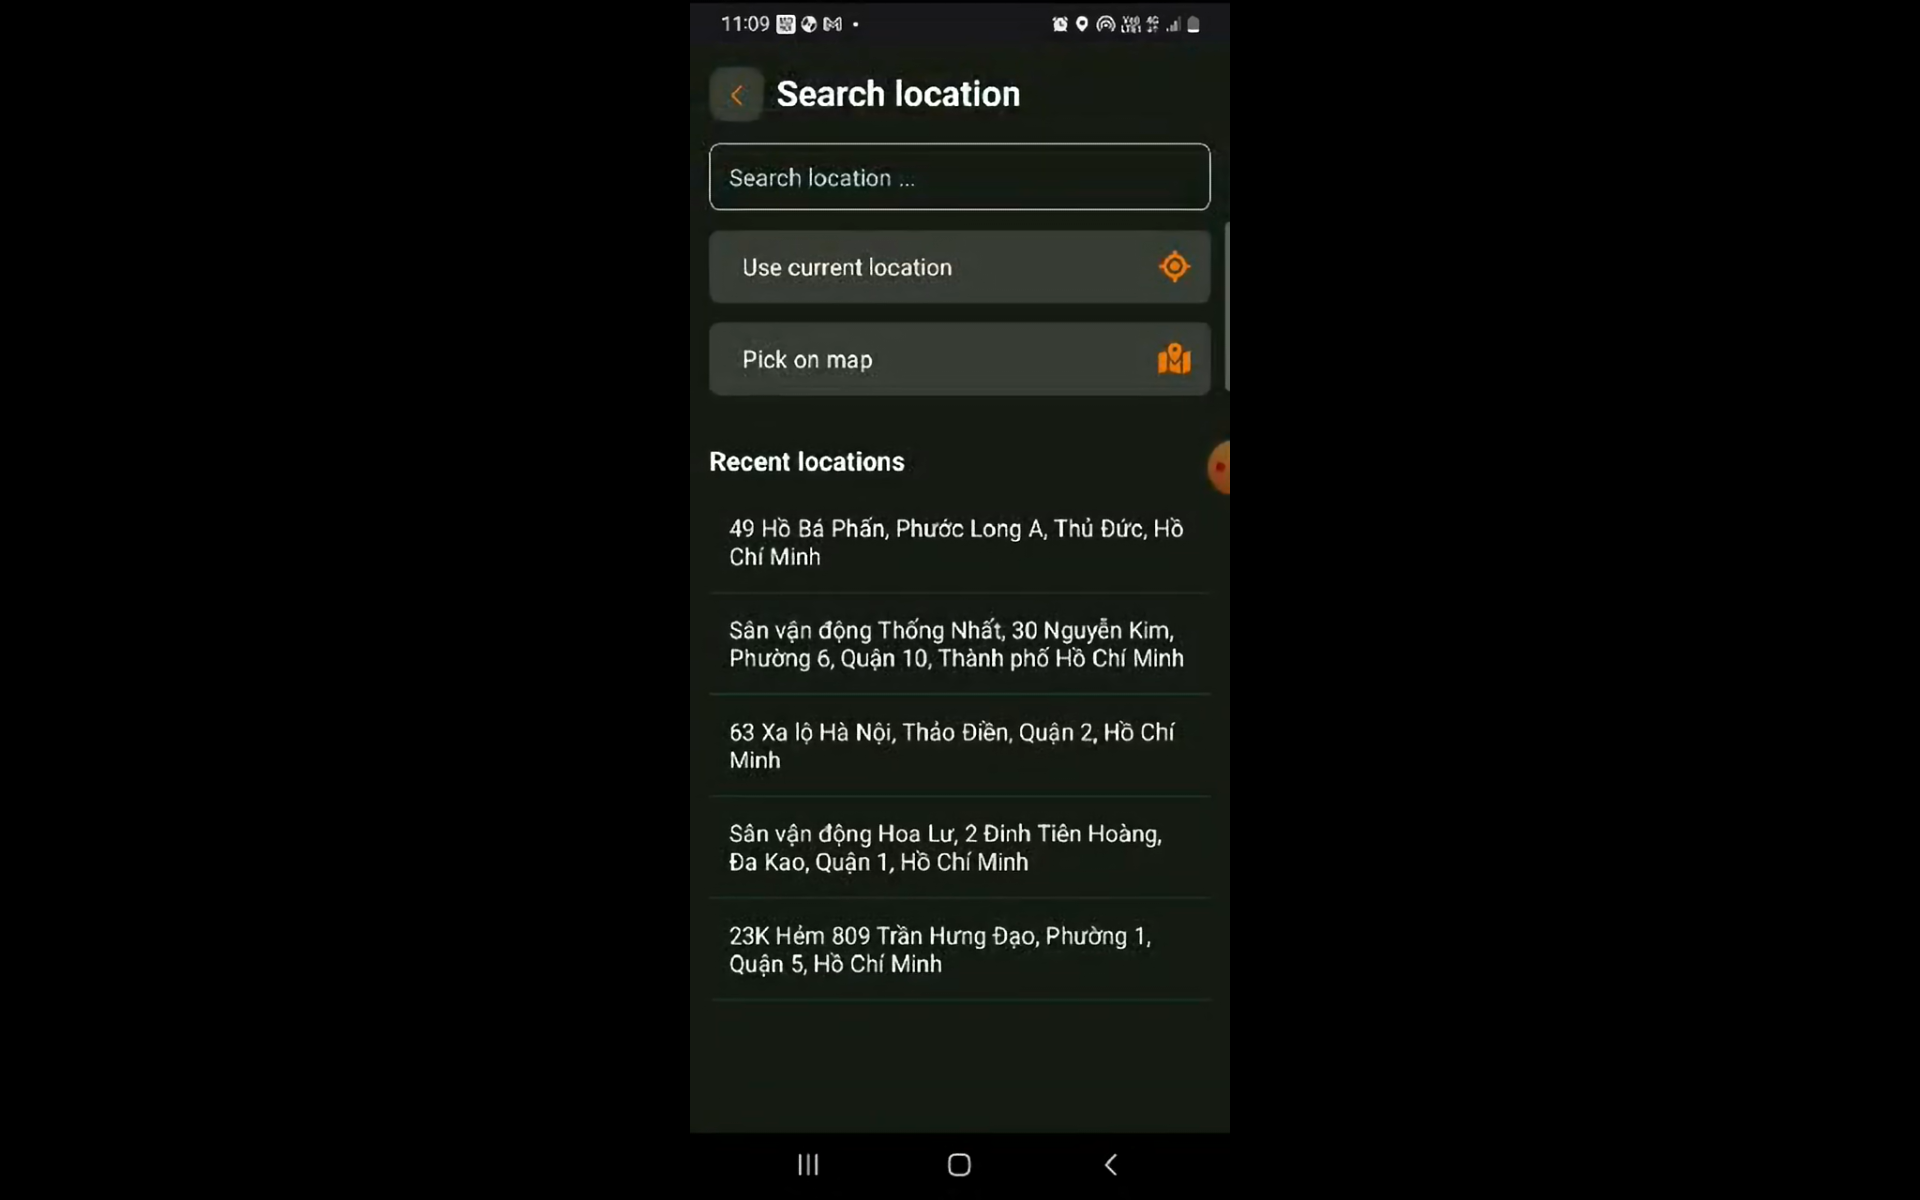 11:09
Search location
Search location ...
Use current location
Pick on map
Recent locations
49 Hồ Bá Phấn, Phước Long A, Thủ Đức, Hồ
Chí Minh
Sân vận động Thống Nhất, 30 Nguyễn Kim,
Phường 6, Quận 10, Thành phố Hồ Chí Minh
63 Xa lộ Hà Nội, Thảo Điền, Quận 2, Hồ Chí
Minh
Sân vận động Hoa Lư, 2 Đinh Tiên Hoàng,
Đa Kao, Quận 1, Hồ Chí Minh
23K Hẻm 809 Trần Hưng Đạo, Phường 1,
Quận 5, Hồ Chí Minh